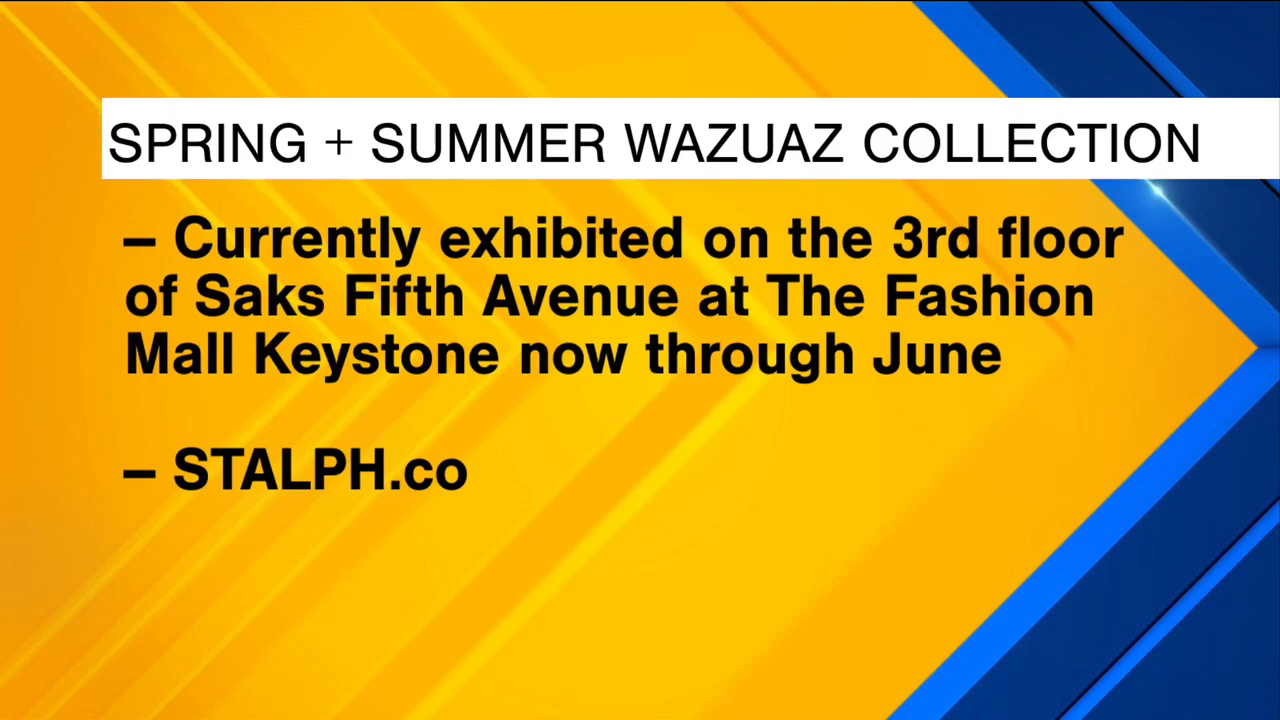 SPRING + SUMMER WAZUAZ COLLECTION
– Currently exhibited on the 3rd floor
of Saks Fifth Avenue at The Fashion
Mall Keystone now through June
– STALPH.co